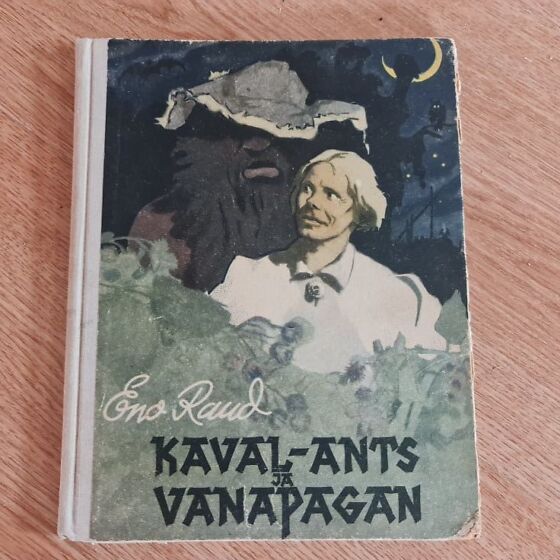 Eno Raud
KAVAL-ANTS
JA
VANAPAGAN